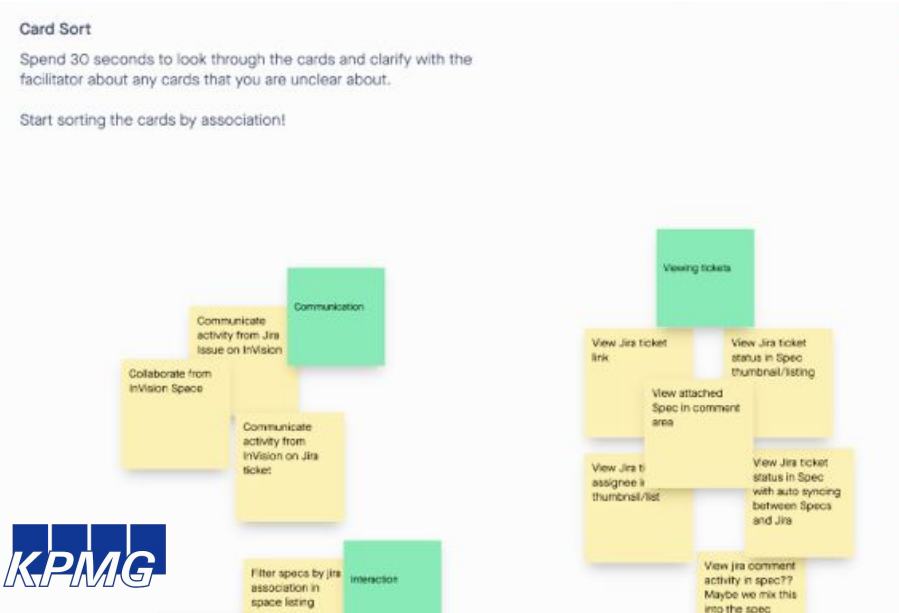 Card Sort
Spend 30 seconds to look through the cards and clarify with the
facilitator about any cards that you are unclear about.
Start sorting the cards by association!
Communication
Communicate
activity from Jira
Issue on InVision
Collaborate from
InVision Space
Communicate
activity from
InVision on Jira
ticket
Viewing tickets
View Jira ticket
link
View Jira ticket
status in Spec
thumbnail/listing
View attached
Spec in comment
area
View Jira
assignee
thumbnail/list
View Jira ticket
status in Spec
with auto syncing
between Specs
and Jira
KPMG
Filter specs by jira
association in
space listing
Interaction
View jira comment
activity in spec??
Maybe we mix this
into the spec